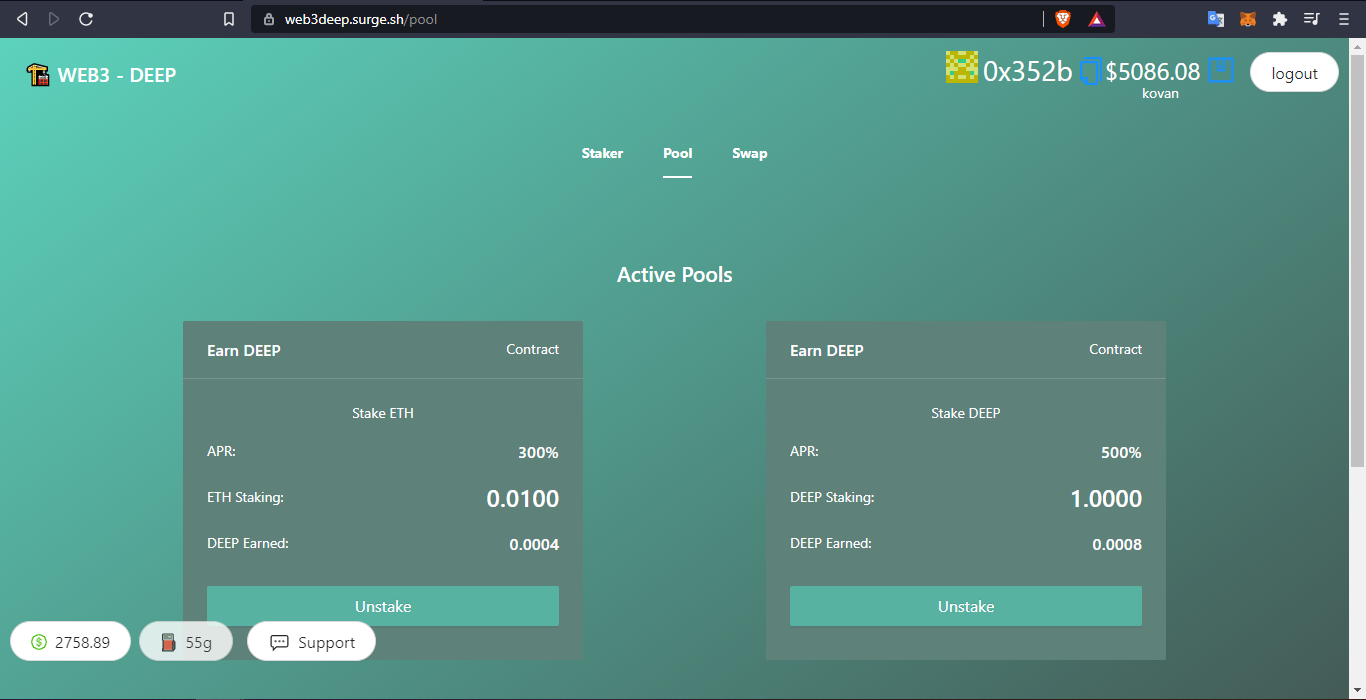 web3deep.surge.sh/pool
WEB3 - DEEP
0x352b $5086.08 logout
kovan
Staker Pool Swap
Active Pools
Earn DEEP Contract
Stake ETH
APR: 300%
ETH Staking: 0.0100
DEEP Earned: 0.0004
Unstake
Earn DEEP Contract
Stake DEEP
APR: 500%
DEEP Staking: 1.0000
DEEP Earned: 0.0008
Unstake
2758.89 55g Support